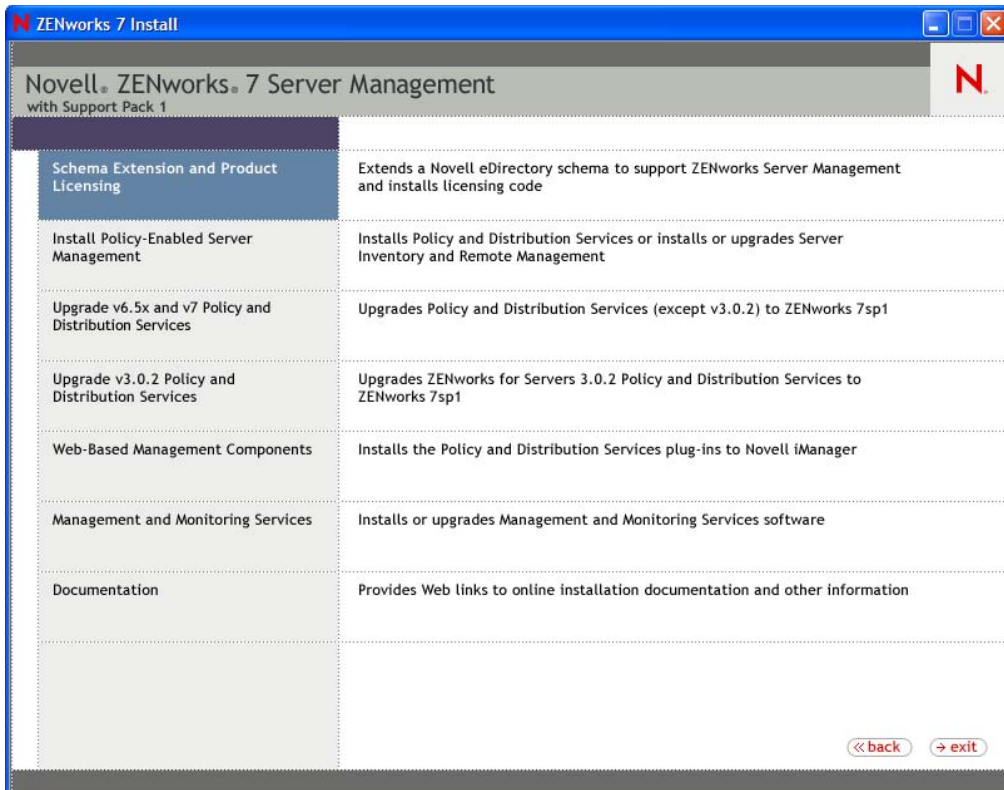 N ZENworks 7 Install
Novell® ZENworks® 7 Server Management
with Support Pack 1
N
Schema Extension and Product
Licensing
Extends a Novell eDirectory schema to support ZENworks Server Management
and installs licensing code
Install Policy-Enabled Server
Management
Installs Policy and Distribution Services or installs or upgrades Server
Inventory and Remote Management
Upgrade v6.5x and v7 Policy and
Distribution Services
Upgrades Policy and Distribution Services (except v3.0.2) to ZENworks 7sp1
Upgrade v3.0.2 Policy and
Distribution Services
Upgrades ZENworks for Servers 3.0.2 Policy and Distribution Services to
ZENworks 7sp1
Web-Based Management Components
Installs the Policy and Distribution Services plug-ins to Novell iManager
Management and Monitoring Services
Installs or upgrades Management and Monitoring Services software
Documentation
Provides Web links to online installation documentation and other information
« back
→ exit